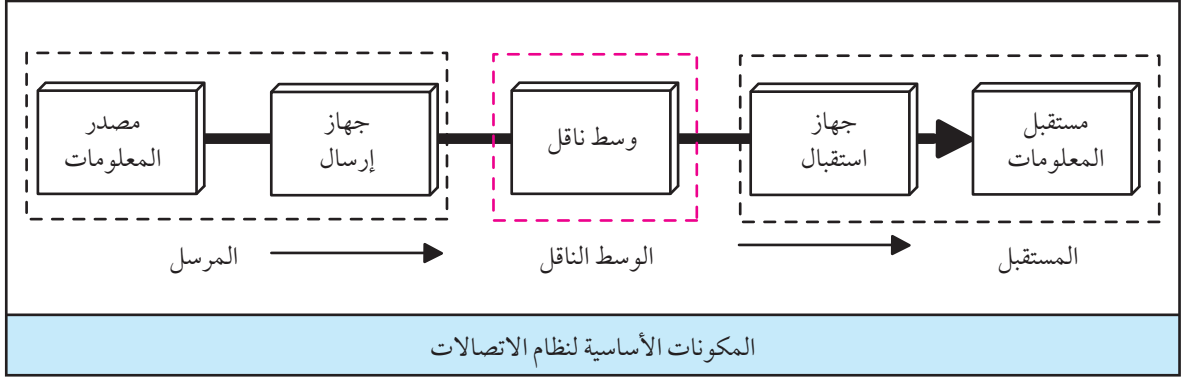 مصدر
المعلومات
جهاز
إرسال
وسط ناقل
جهاز
استقبال
مستقبل
المعلومات
المرسل
الوسط الناقل
المستقبل
المكونات الأساسية لنظام الاتصالات